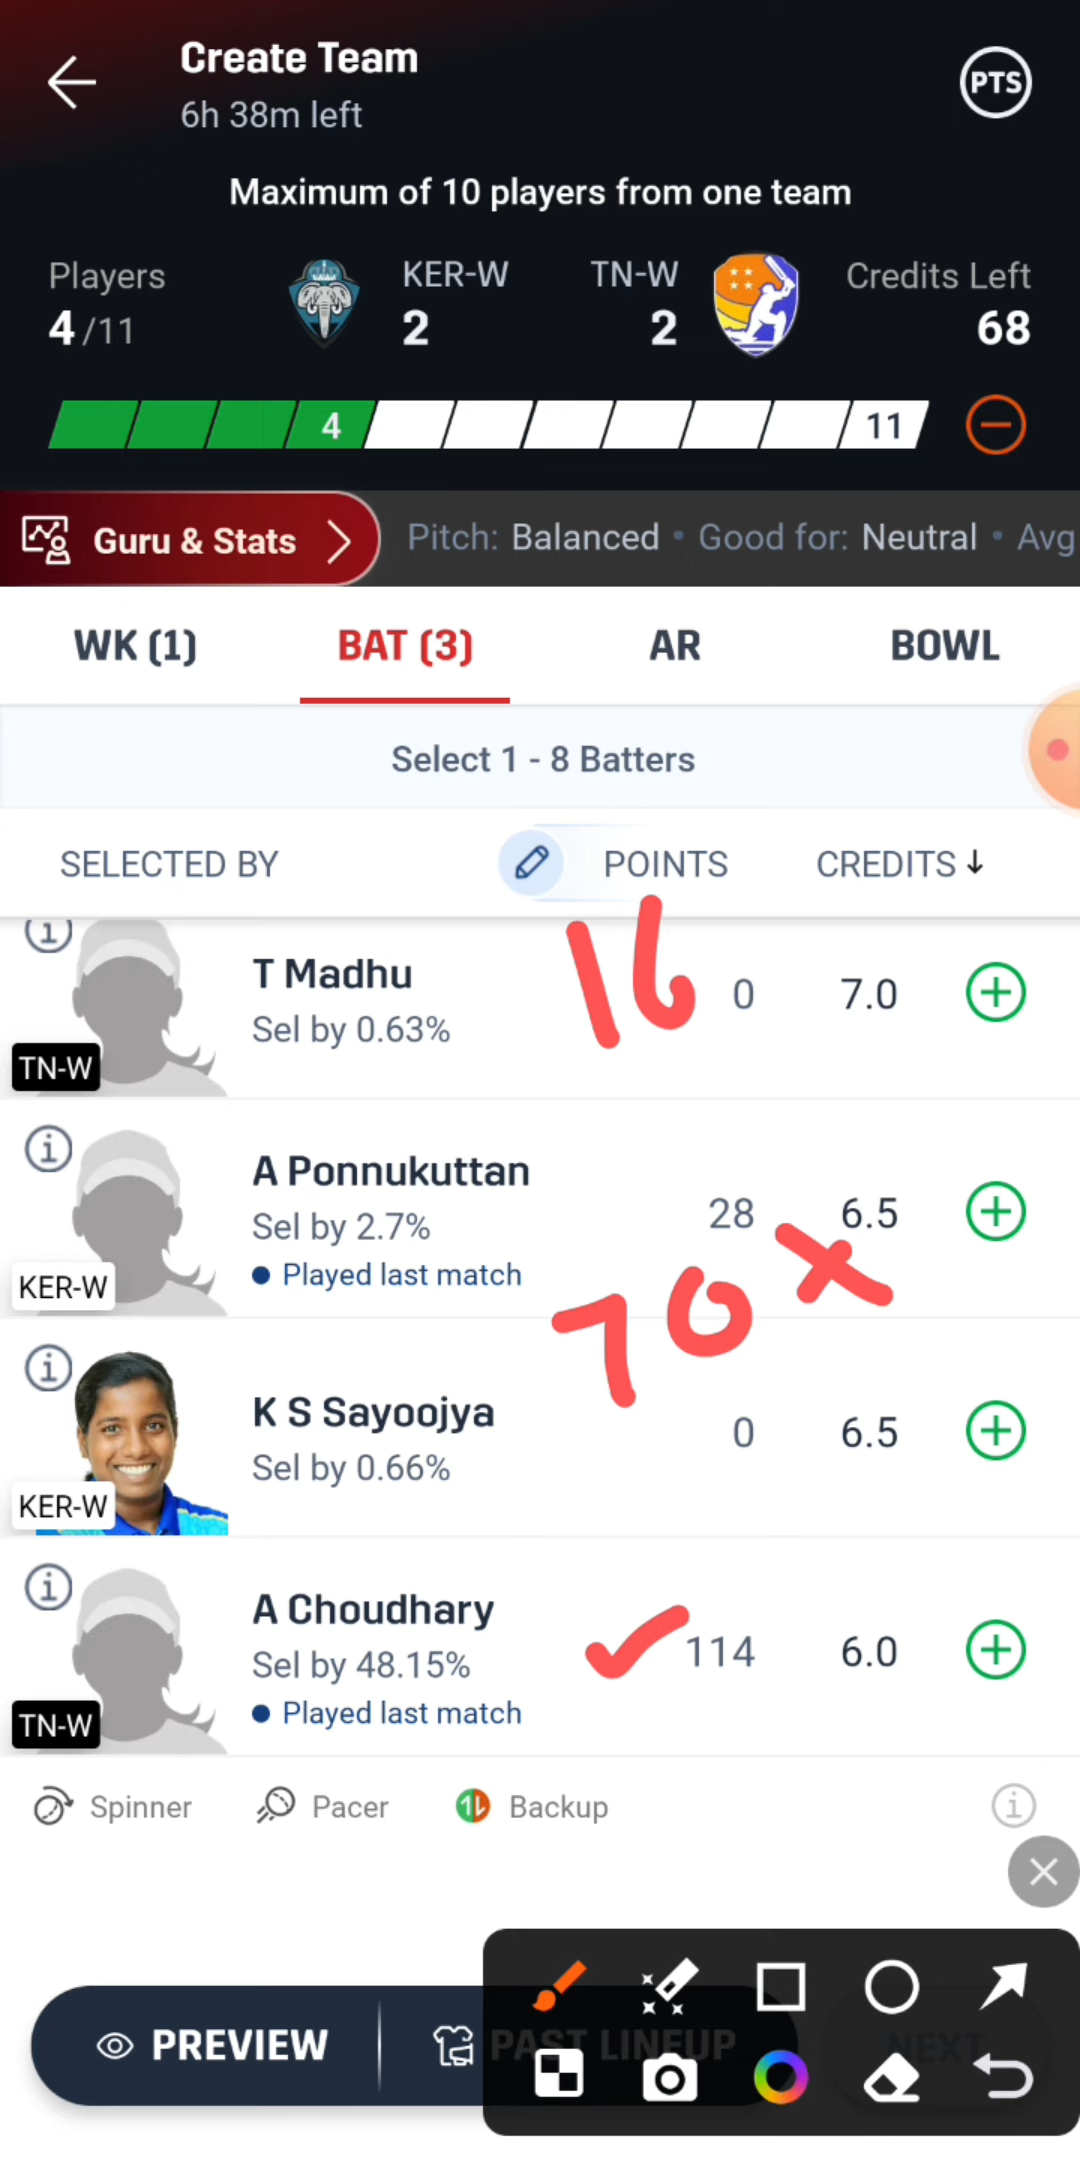 Create Team
6h 38m left
PTS
Maximum of 10 players from one team
Players
KER-W
TN-W
Credits Left
4/11
2
2
68
4
11
Guru & Stats
Pitch: Balanced • Good for: Neutral • Avg
WK (1)
BAT (3)
AR
BOWL
Select 1 - 8 Batters
SELECTED BY
POINTS
CREDITS ↓
T Madhu
16
0
7.0
Sel by 0.63%
TN-W
A Ponnukuttan
28
6.5
Sel by 2.7%
Played last match
KER-W
70 x
K S Sayoojya
0
6.5
Sel by 0.66%
KER-W
A Choudhary
114
6.0
Sel by 48.15%
Played last match
TN-W
Spinner
Pacer
Backup
PREVIEW
PAST LINEUP
NEXT